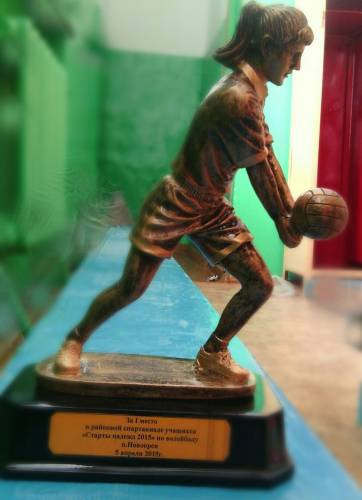 За I место
в районной спартакиаде учащихся
«Старты надежд 2015» по волейболу
п.Новоорск
5 апреля 2015г.